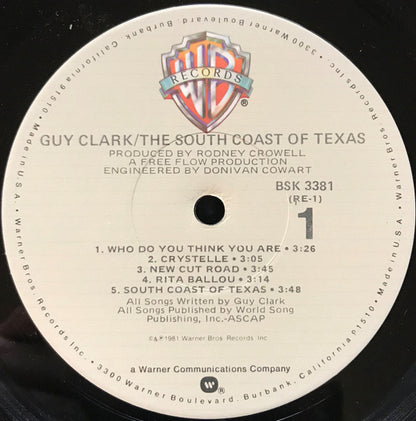 Warner Bros. Records Inc. • 3300 Warner Boulevard, Burbank, California 91510 • Made in U.S.A. •
WB
RECORDS
®
GUY CLARK/THE SOUTH COAST OF TEXAS
PRODUCED BY RODNEY CROWELL
A FREE FLOW PRODUCTION
ENGINEERED BY DONIVAN COWART
BSK 3381
(RE-1)
1
1. WHO DO YOU THINK YOU ARE • 3:26
2. CRYSTELLE • 3:05
3. NEW CUT ROAD • 3:45
4. RITA BALLOU • 3:14
5. SOUTH COAST OF TEXAS • 3:48
All Songs Written by Guy Clark
All Songs Published by World Song
Publishing, Inc.-ASCAP
©&℗1981 Warner Bros. Records Inc.
a Warner Communications Company
W
®
Warner Bros. Records Inc. • 3300 Warner Boulevard, Burbank, California 91510 • Made in U.S.A. •